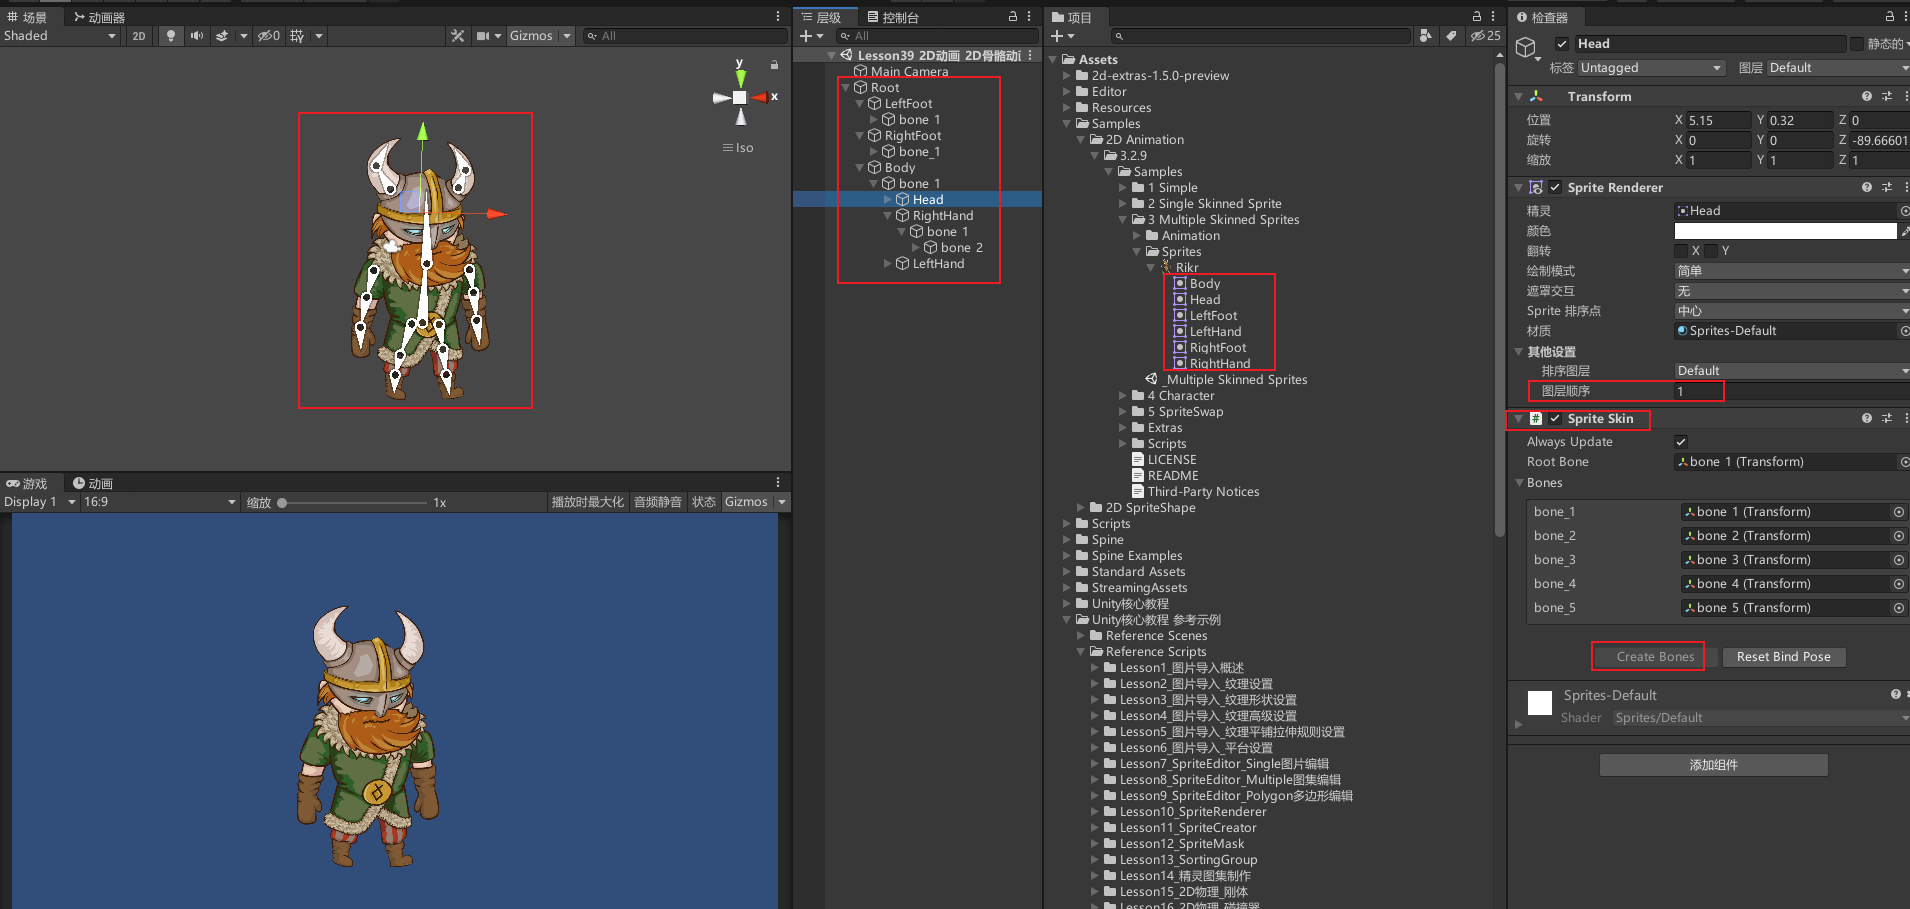 场景
动画器
Shaded
2D
0
Gizmos
All
y
x
Iso
游戏
动画
Display 1
16:9
缩放
1x
播放时最大化
音频静音
状态
Gizmos
层级
控制台
All
Lesson39_2D动画_2D骨骼动画
Main Camera
Root
LeftFoot
bone_1
RightFoot
bone_1
Body
bone_1
Head
RightHand
bone_1
bone_2
LeftHand
项目
25
Assets
2d-extras-1.5.0-preview
Editor
Resources
Samples
2D Animation
3.2.9
Samples
1 Simple
2 Single Skinned Sprite
3 Multiple Skinned Sprites
Animation
Sprites
Rikr
Body
Head
LeftFoot
LeftHand
RightFoot
RightHand
_Multiple Skinned Sprites
4 Character
5 SpriteSwap
Extras
Scripts
LICENSE
README
Third-Party Notices
2D SpriteShape
Scripts
Spine
Spine Examples
Standard Assets
StreamingAssets
Unity核心教程
Unity核心教程_参考示例
Reference Scenes
Reference Scripts
Lesson1_图片导入概述
Lesson2_图片导入_纹理设置
Lesson3_图片导入_纹理形状设置
Lesson4_图片导入_纹理高级设置
Lesson5_图片导入_纹理平铺拉伸规则设置
Lesson6_图片导入_平台设置
Lesson7_SpriteEditor_Single图片编辑
Lesson8_SpriteEditor_Multiple图集编辑
Lesson9_SpriteEditor_Polygon多边形编辑
Lesson10_SpriteRenderer
Lesson11_SpriteCreator
Lesson12_SpriteMask
Lesson13_SortingGroup
Lesson14_精灵图集制作
Lesson15_2D物理_刚体
Lesson16_2D物理_碰撞器
检查器
Head
静态的
标签 Untagged
图层 Default
Transform
位置 X 5.15 Y 0.32 Z 0
旋转 X 0 Y 0 Z -89.66601
缩放 X 1 Y 1 Z 1
Sprite Renderer
精灵 Head
颜色
翻转 X Y
绘制模式 简单
遮罩交互 无
Sprite 排序点 中心
材质 Sprites-Default
其他设置
排序图层 Default
图层顺序 1
Sprite Skin
Always Update
Root Bone bone_1 (Transform)
Bones
bone_1 bone_1 (Transform)
bone_2 bone_2 (Transform)
bone_3 bone_3 (Transform)
bone_4 bone_4 (Transform)
bone_5 bone_5 (Transform)
Create Bones
Reset Bind Pose
Sprites-Default
Shader Sprites/Default
添加组件